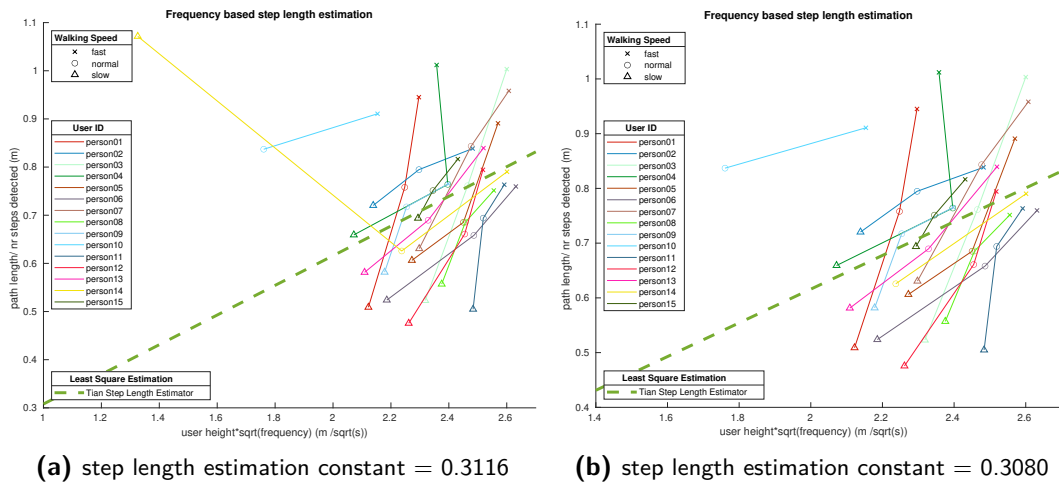 Frequency based step length estimation
1.1
1
0.9
0.8
0.7
0.6
0.5
0.4
0.3
path length/ nr steps detected (m)
Walking Speed
fast
normal
slow
User ID
person01
person02
person03
person04
person05
person06
person07
person08
person09
person10
person11
person12
person13
person14
person15
Least Square Estimation
Tian Step Length Estimator
1 1.2 1.4 1.6 1.8 2 2.2 2.4 2.6
user height*sqrt(frequency) (m /sqrt(s))
(a) step length estimation constant = 0.3116
Frequency based step length estimation
1.1
1
0.9
0.8
0.7
0.6
0.5
0.4
path length/ nr steps detected (m)
Walking Speed
fast
normal
slow
User ID
person01
person02
person03
person04
person05
person06
person07
person08
person09
person10
person11
person12
person13
person14
person15
Least Square Estimation
Tian Step Length Estimator
1.4 1.6 1.8 2 2.2 2.4 2.6
user height*sqrt(frequency) (m /sqrt(s))
(b) step length estimation constant = 0.3080